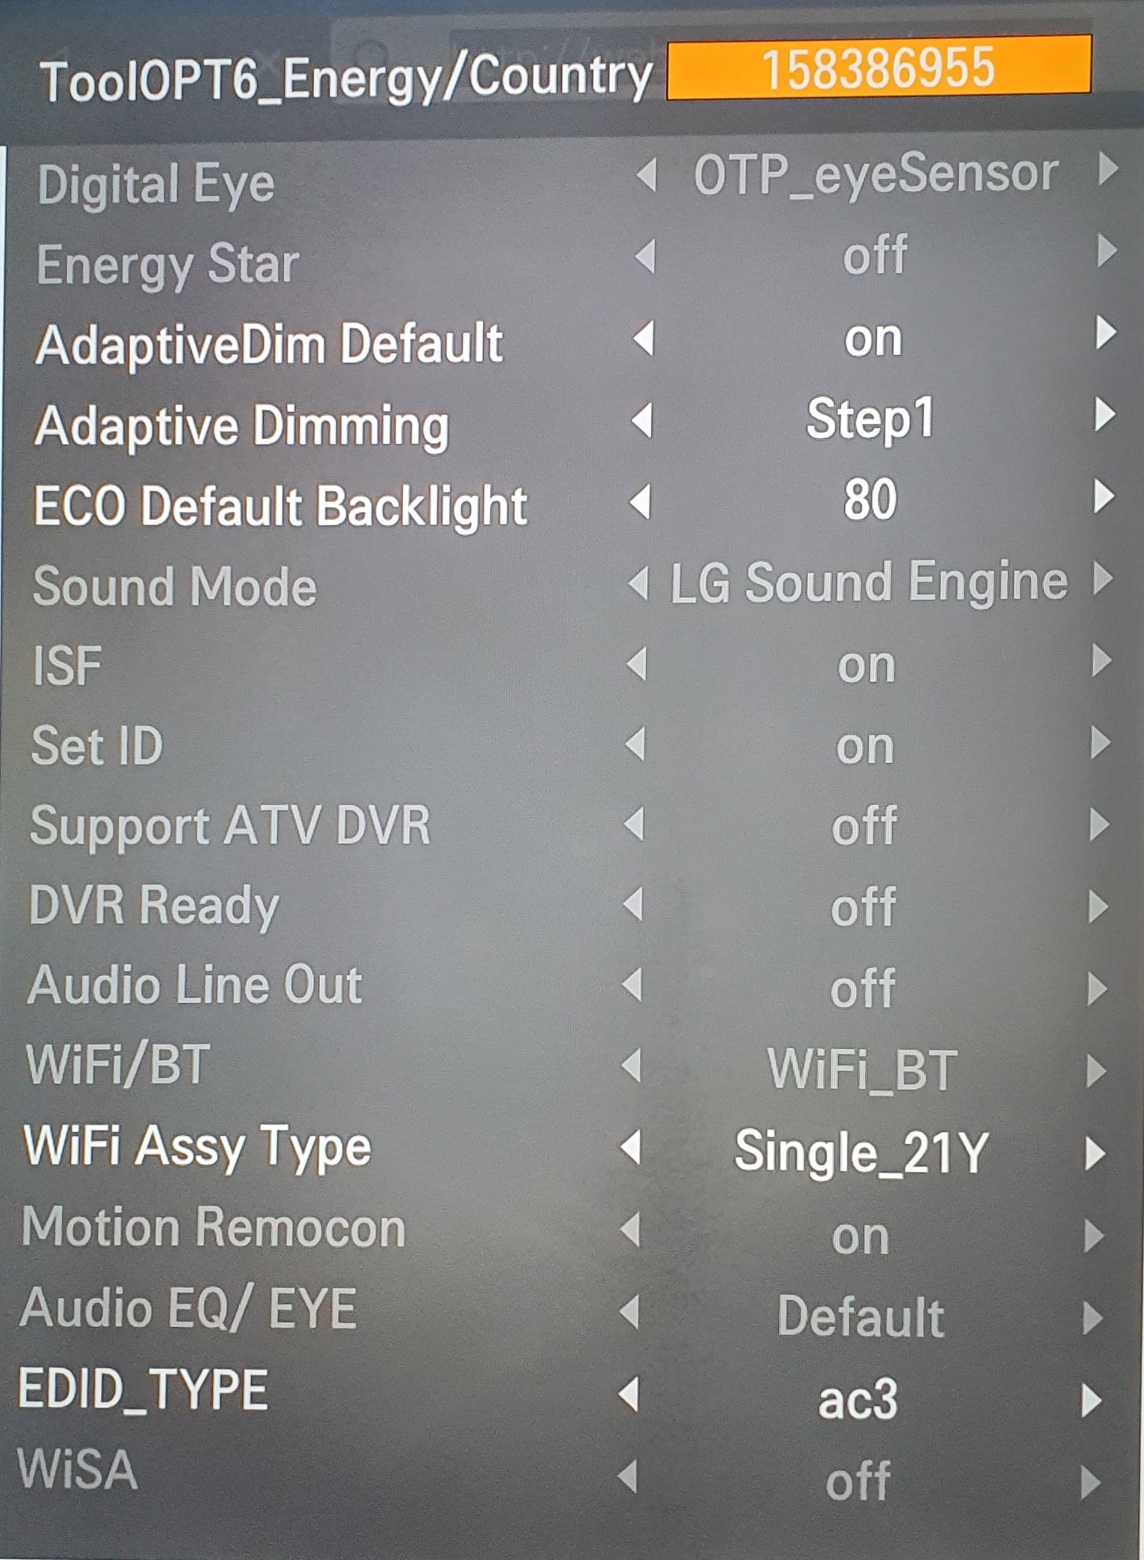 ToolOPT6_Energy/Country 158386955
Digital Eye OTP_eyeSensor
Energy Star off
AdaptiveDim Default on
Adaptive Dimming Step1
ECO Default Backlight 80
Sound Mode LG Sound Engine
ISF on
Set ID on
Support ATV DVR off
DVR Ready off
Audio Line Out off
WiFi/BT WiFi_BT
WiFi Assy Type Single_21Y
Motion Remocon on
Audio EQ/ EYE Default
EDID_TYPE ac3
WiSA off